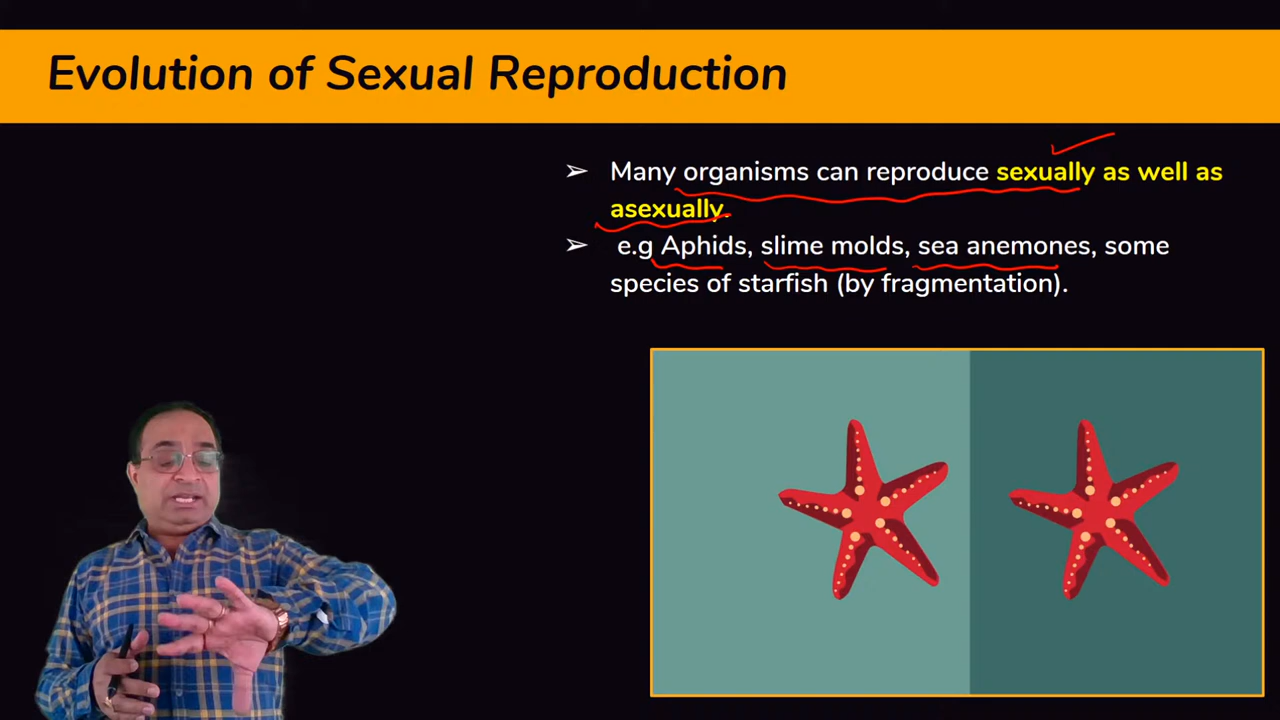 Evolution of Sexual Reproduction
➢ Many organisms can reproduce sexually as well as
asexually.
➢ e.g Aphids, slime molds, sea anemones, some
species of starfish (by fragmentation).